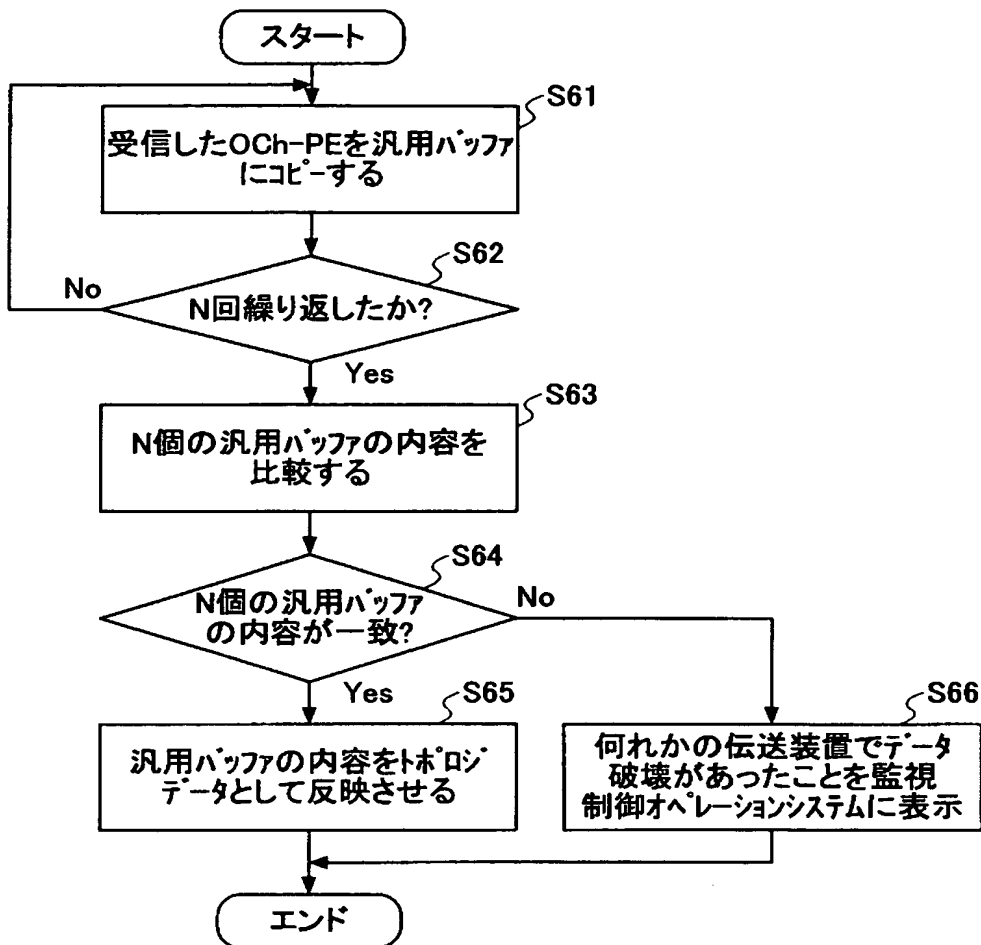 スタート
S61
受信したOCh-PEを汎用バッファ
にコピーする
S62
No
N回繰り返したか?
Yes
S63
N個の汎用バッファの内容を
比較する
S64
N個の汎用バッファ
の内容が一致?
No
Yes
S65
汎用バッファの内容をトポロジ
データとして反映させる
S66
何れかの伝送装置でデータ
破壊があったことを監視
制御オペレーションシステムに表示
エンド